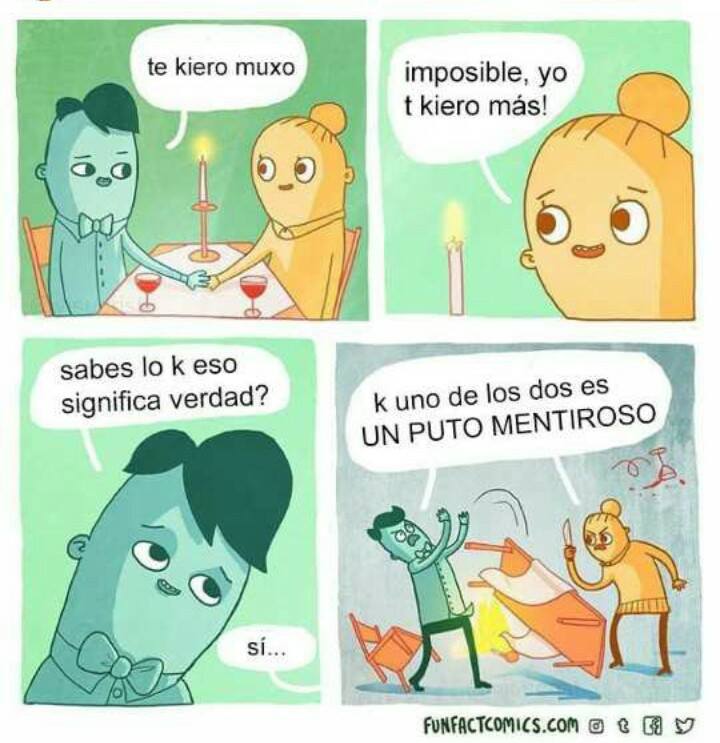 te kiero muxo
imposible, yo
t kiero más!
sabes lo k eso
significa verdad?
sí...
k uno de los dos es
UN PUTO MENTIROSO
FUNFACTCOMICS.COM